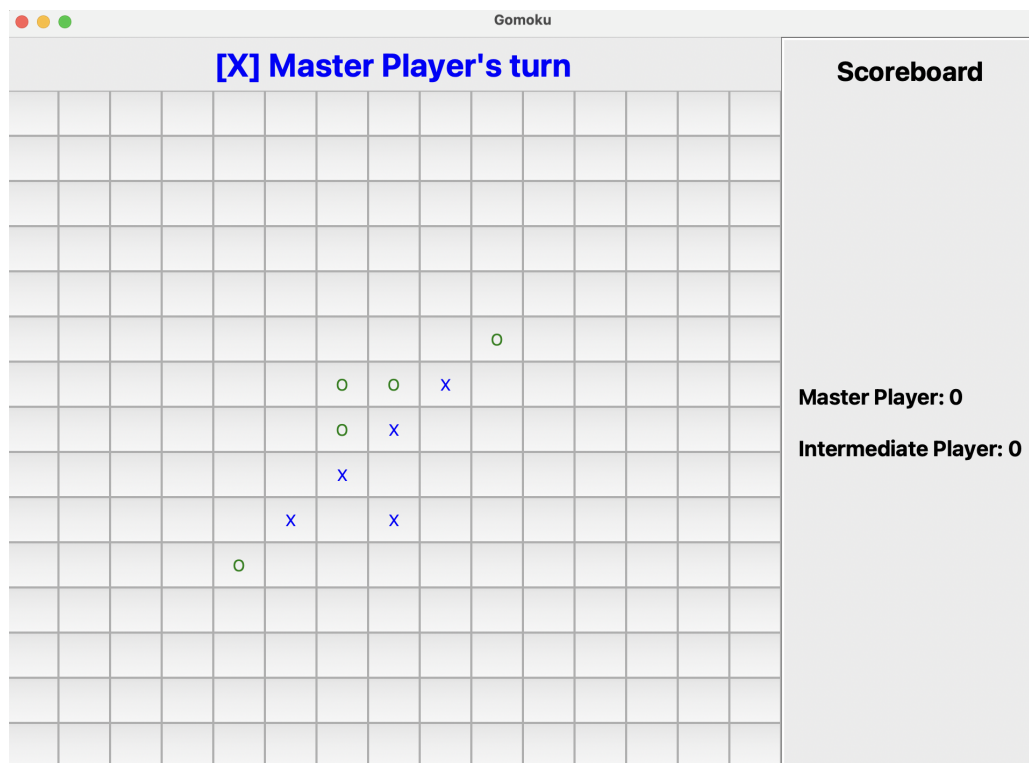 Gomoku
[X] Master Player's turn
Scoreboard
O
O O X
O X
X
X X
O
Master Player: 0
Intermediate Player: 0